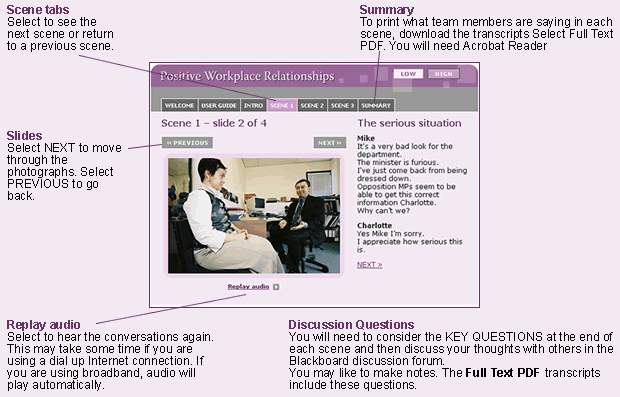 Scene tabs
Select to see the
next scene or return
to a previous scene.
Summary
To print what team members are saying in each
scene, download the transcripts Select Full Text
PDF. You will need Acrobat Reader
Positive Workplace Relationships
LOW
HIGH
WELCOME
USER GUIDE
INTRO
SCENE 1
SCENE 2
SCENE 3
SUMMARY
Slides
Select NEXT to move
through the
photographs. Select
PREVIOUS to go
back.
Scene 1 – slide 2 of 4
« PREVIOUS
NEXT »
Replay audio
The serious situation
Mike
It's a very bad look for the
department.
The minister is furious.
I've just come back from being
dressed down.
Opposition MPs seem to be
able to get this correct
information Charlotte.
Why can't we?
Charlotte
Yes Mike I'm sorry.
I appreciate how serious this
is.
NEXT »
Replay audio
Select to hear the conversations again.
This may take some time if you are
using a dial up Internet connection. If
you are using broadband, audio will
play automatically.
Discussion Questions
You will need to consider the KEY QUESTIONS at the end of
each scene and then discuss your thoughts with others in the
Blackboard discussion forum.
You may like to make notes. The Full Text PDF transcripts
include these questions.